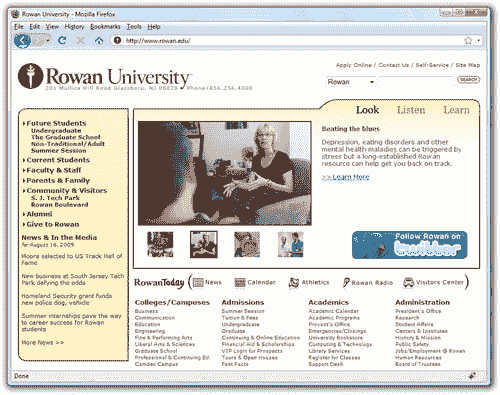 Rowan University - Mozilla Firefox
File Edit View History Bookmarks Tools Help
http://www.rowan.edu/
Apply Online / Contact Us / Self-Service / Site Map
Rowan University
201 Mullica Hill Road Glassboro, NJ 08028 Phone/856.256.4000
Rowan
SEARCH
Look Listen Learn
Future Students
Undergraduate
The Graduate School
Non-Traditional/Adult
Summer Session
Current Students
Faculty & Staff
Parents & Family
Community & Visitors
S. J. Tech Park
Rowan Boulevard
Alumni
Give to Rowan
News & In the Media
for August 14, 2009
Moore selected to US Track Hall of
Fame
New business at South Jersey Tech
Park defying the odds
Homeland Security grant funds
new police dog, vehicle
Summer internships pave the way
to career success for Rowan
students
More News >>
Beating the blues
Depression, eating disorders and other
mental health maladies can be triggered by
stress but a long-established Rowan
resource can help get you back on track.
>> Learn More
Follow Rowan on
RowanToday News Calendar Athletics Rowan Radio Visitors Center
Colleges/Campuses
Business
Communication
Education
Engineering
Fine & Performing Arts
Liberal Arts & Sciences
Graduate School
Professional & Continuing Ed.
Camden Campus
Admissions
Summer Session
Tuition & Fees
Undergraduate
Graduate
Continuing & Online Education
Financial Aid & Scholarships
VIP Login for Prospects
Tours & Open Houses
Fast Facts
Academics
Academic Calendar
Academic Programs
Provost's Office
Emergencies/Closings
University Bookstore
Computing & Technology
Library Services
Register for Classes
Support Desk
Administration
President's Office
Research
Student Affairs
Centers & Institutes
History & Mission
Public Safety
Jobs/Employment @ Rowan
Human Resources
Board of Trustees
Done